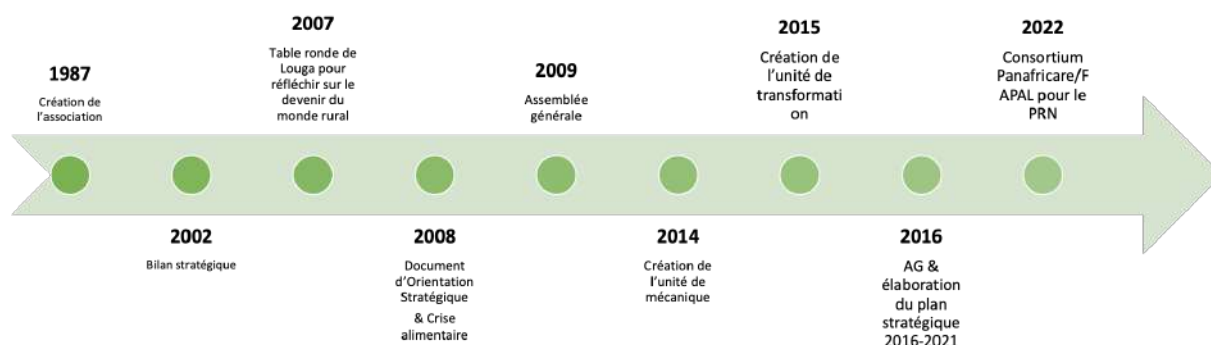 1987
Création de
l'association
2002
Bilan stratégique
2007
Table ronde de
Louga pour
réfléchir sur le
devenir du
monde rural
2008
Document
d'Orientation
Stratégique
& Crise
alimentaire
2009
Assemblée
générale
2014
Création de
l'unité de
mécanique
2015
Création de
l'unité de
transformati
on
2016
AG &
élaboration
du plan
stratégique
2016-2021
2022
Consortium
Panafricare/F
APAL pour le
PRN